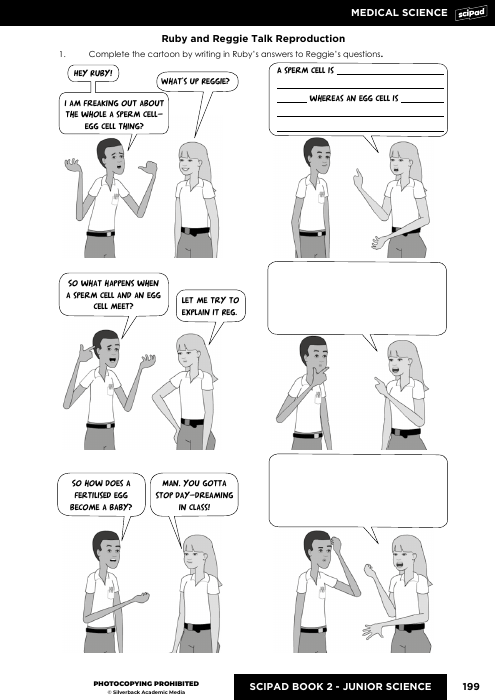 MEDICAL SCIENCE
scipad
Ruby and Reggie Talk Reproduction
1. Complete the cartoon by writing in Ruby's answers to Reggie's questions.
HEY RUBY!
WHAT'S UP REGGIE?
I AM FREAKING OUT ABOUT
THE WHOLE A SPERM CELL–
EGG CELL THING?
A SPERM CELL IS
WHEREAS AN EGG CELL IS
SO WHAT HAPPENS WHEN
A SPERM CELL AND AN EGG
CELL MEET?
LET ME TRY TO
EXPLAIN IT REG.
SO HOW DOES A
FERTILISED EGG
BECOME A BABY?
MAN. YOU GOTTA
STOP DAY–DREAMING
IN CLASS!
PHOTOCOPYING PROHIBITED
© Silverback Academic Media
SCIPAD BOOK 2 - JUNIOR SCIENCE
199